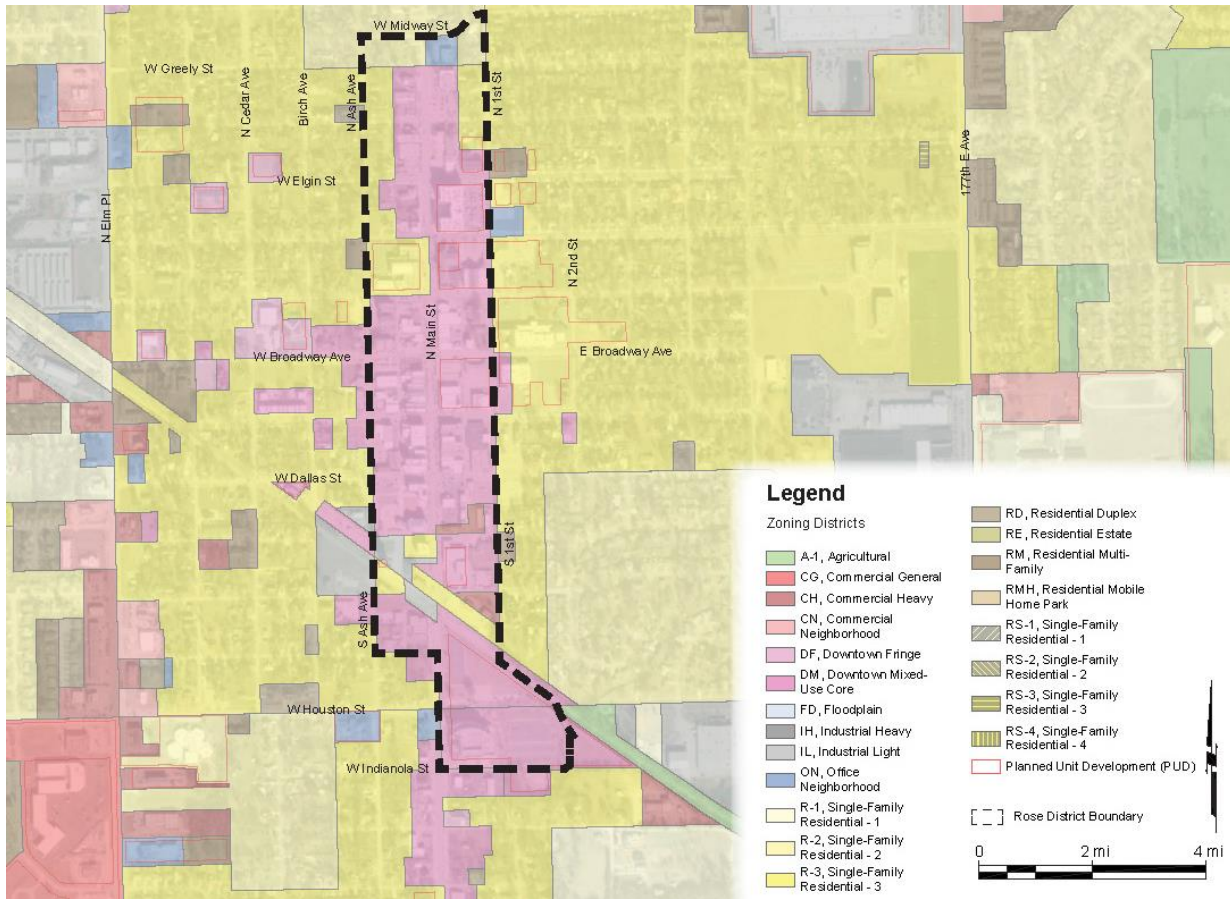 W Midway St
W Greely St
N Cedar Ave
Birch Ave
N Ash Ave
N 1st St
177th E Ave
W Elgin St
N Elm Pl
N 2nd St
N Main St
W Broadway Ave
E Broadway Ave
W Dallas St
S 1st St
S Ash Ave
W Houston St
W Indianola St
Legend
Zoning Districts
A-1, Agricultural
CG, Commercial General
CH, Commercial Heavy
CN, Commercial
Neighborhood
DF, Downtown Fringe
DM, Downtown Mixed-
Use Core
FD, Floodplain
IH, Industrial Heavy
IL, Industrial Light
ON, Office
Neighborhood
R-1, Single-Family
Residential - 1
R-2, Single-Family
Residential - 2
R-3, Single-Family
Residential - 3
RD, Residential Duplex
RE, Residential Estate
RM, Residential Multi-
Family
RMH, Residential Mobile
Home Park
RS-1, Single-Family
Residential - 1
RS-2, Single-Family
Residential - 2
RS-3, Single-Family
Residential - 3
RS-4, Single-Family
Residential - 4
Planned Unit Development (PUD)
Rose District Boundary
0 2 mi 4 mi